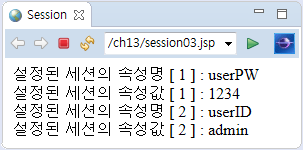 Session
/ch13/session03.jsp
설정된 세션의 속성명 [ 1 ] : userPW
설정된 세션의 속성값 [ 1 ] : 1234
설정된 세션의 속성명 [ 2 ] : userID
설정된 세션의 속성값 [ 2 ] : admin